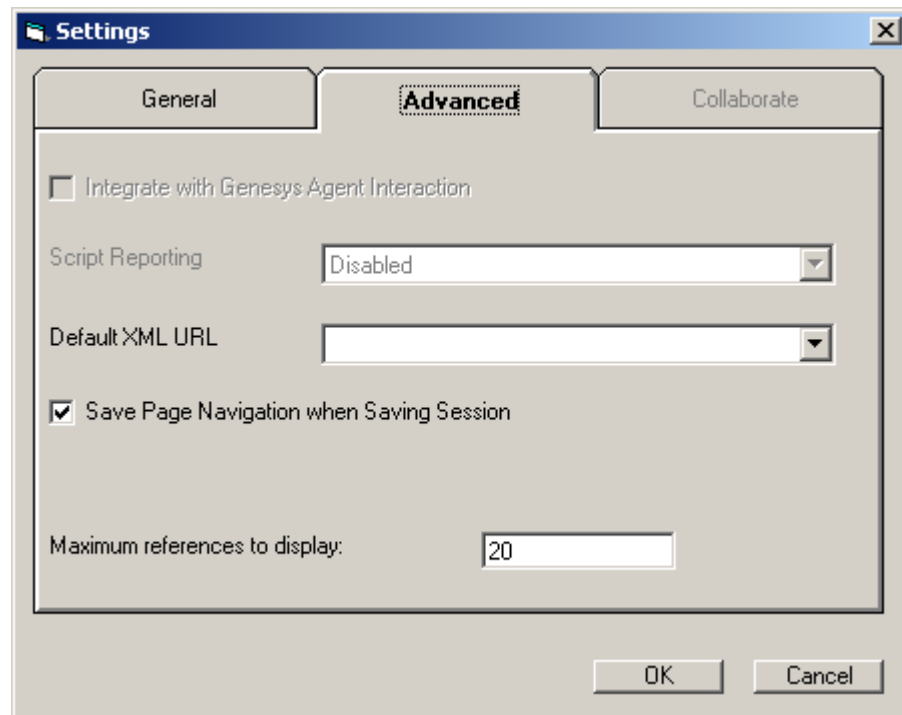 Settings
General Advanced Collaborate
Integrate with Genesys Agent Interaction
Script Reporting Disabled
Default XML URL
Save Page Navigation when Saving Session
Maximum references to display: 20
OK Cancel